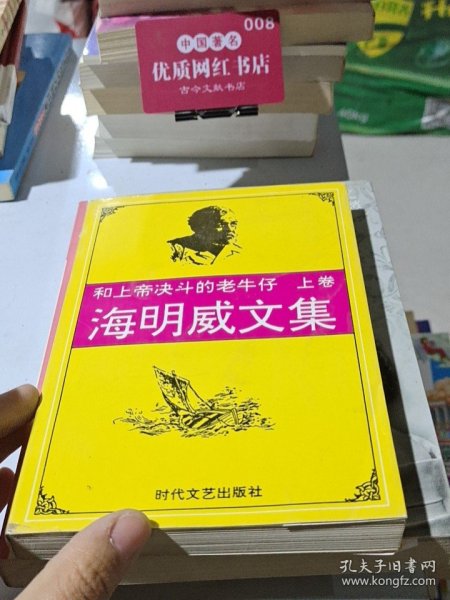 008
中国著名
优质网红书店
古今文献书店
和上帝决斗的老牛仔 上卷
海明威文集
时代文艺出版社
孔夫子旧书网
www.kongfz.com